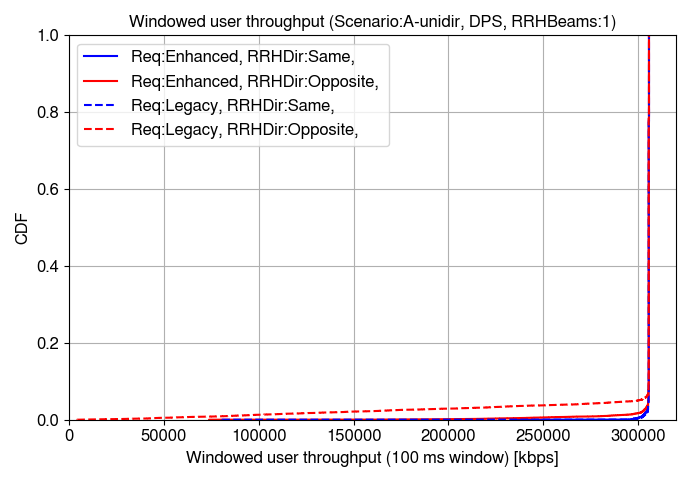 Windowed user throughput (Scenario:A-unidir, DPS, RRHBeams:1)
1.0
Req:Enhanced, RRHDir:Same,
Req:Enhanced, RRHDir:Opposite,
Req:Legacy, RRHDir:Same,
Req:Legacy, RRHDir:Opposite,
0.8
0.6
CDF
0.4
0.2
0.0
0 50000 100000 150000 200000 250000 300000
Windowed user throughput (100 ms window) [kbps]